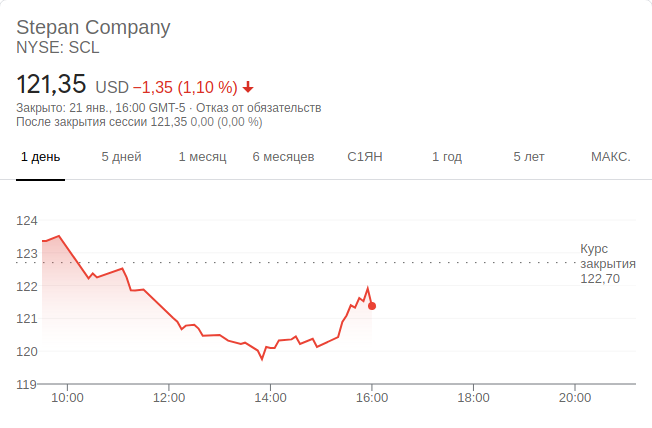 Stepan Company
NYSE: SCL
121,35 USD −1,35 (1,10 %)
Закрыто: 21 янв., 16:00 GMT-5 · Отказ от обязательств
После закрытия сессии 121,35 0,00 (0,00 %)
1 день 5 дней 1 месяц 6 месяцев С1ЯН 1 год 5 лет МАКС.
124
123
122
121
120
119
Курс
закрытия
122,70
10:00 12:00 14:00 16:00 18:00 20:00